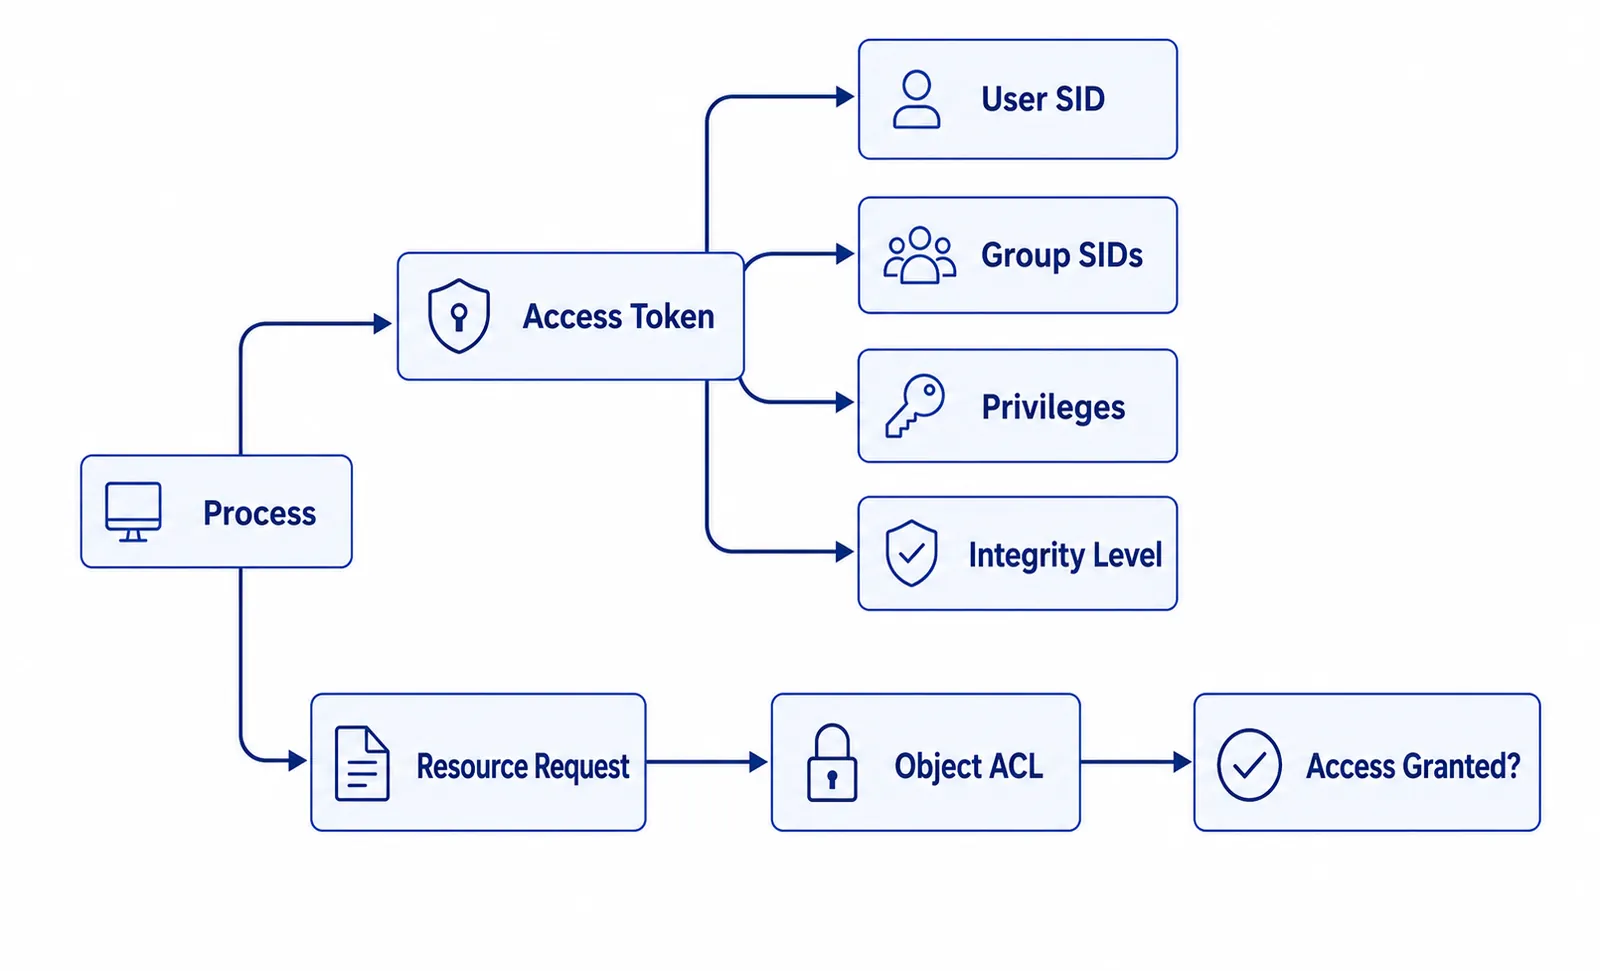 User SID
Group SIDs
Access Token
Privileges
Process
Integrity Level
Resource Request
Object ACL
Access Granted?